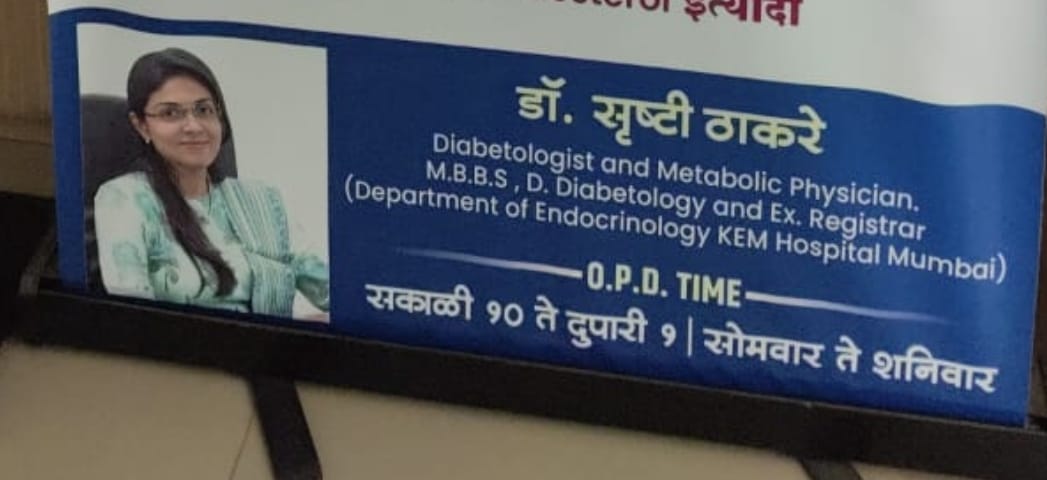 इत्यादी
डॉ. सृष्टी ठाकरे
Diabetologist and Metabolic Physician.
M.B.B.S , D. Diabetology and Ex. Registrar
(Department of Endocrinology KEM Hospital Mumbai)
O.P.D. TIME
सकाळी १० ते दुपारी १ | सोमवार ते शनिवार